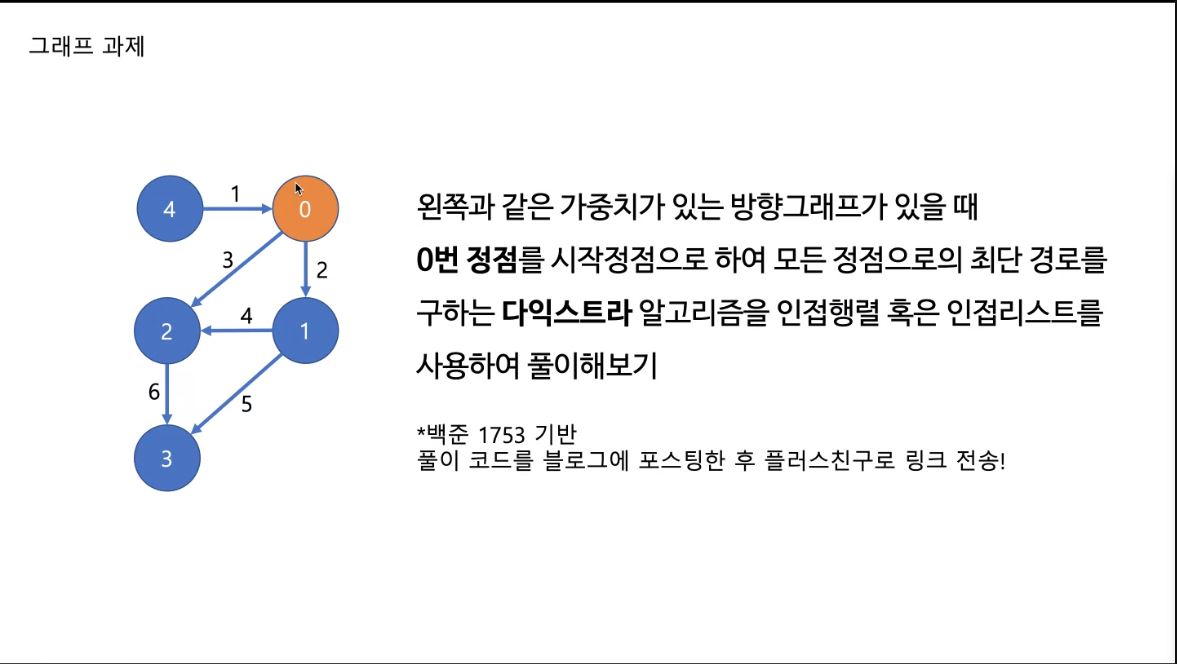 그래프 과제
4
1
0
3
2
2
4
1
6
5
3
왼쪽과 같은 가중치가 있는 방향그래프가 있을 때
0번 정점를 시작정점으로 하여 모든 정점으로의 최단 경로를
구하는 다익스트라 알고리즘을 인접행렬 혹은 인접리스트를
사용하여 풀이해보기
*백준 1753 기반
풀이 코드를 블로그에 포스팅한 후 플러스친구로 링크 전송!